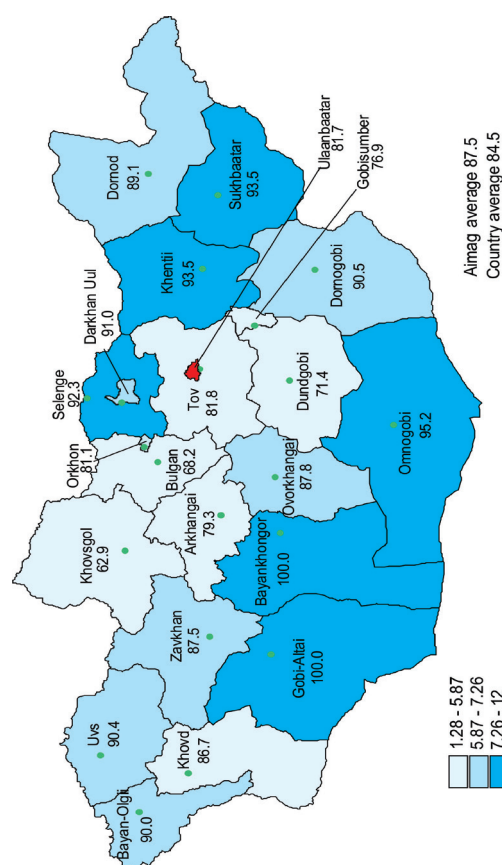 Bayan-Olgii
90.0
Uvs
90.4
Khovd
86.7
Zavkhan
87.5
Gobi-Altai
100.0
Khovsgol
62.9
Arkhangai
79.3
Bayankhongor
100.0
Orkhon
81.1
Bulgan
68.2
Ovorkhangai
87.8
Selenge
92.3
Darkhan Uul
91.0
Tov
81.8
Dundgobi
71.4
Omnogobi
95.2
Khentii
93.5
Dornod
89.1
Sukhbaatar
93.5
Dornogobi
90.5
Ulaanbaatar
81.7
Gobisumber
76.9
1.28 - 5.87
5.87 - 7.26
7.26 - 12
Aimag average 87.5
Country average 84.5